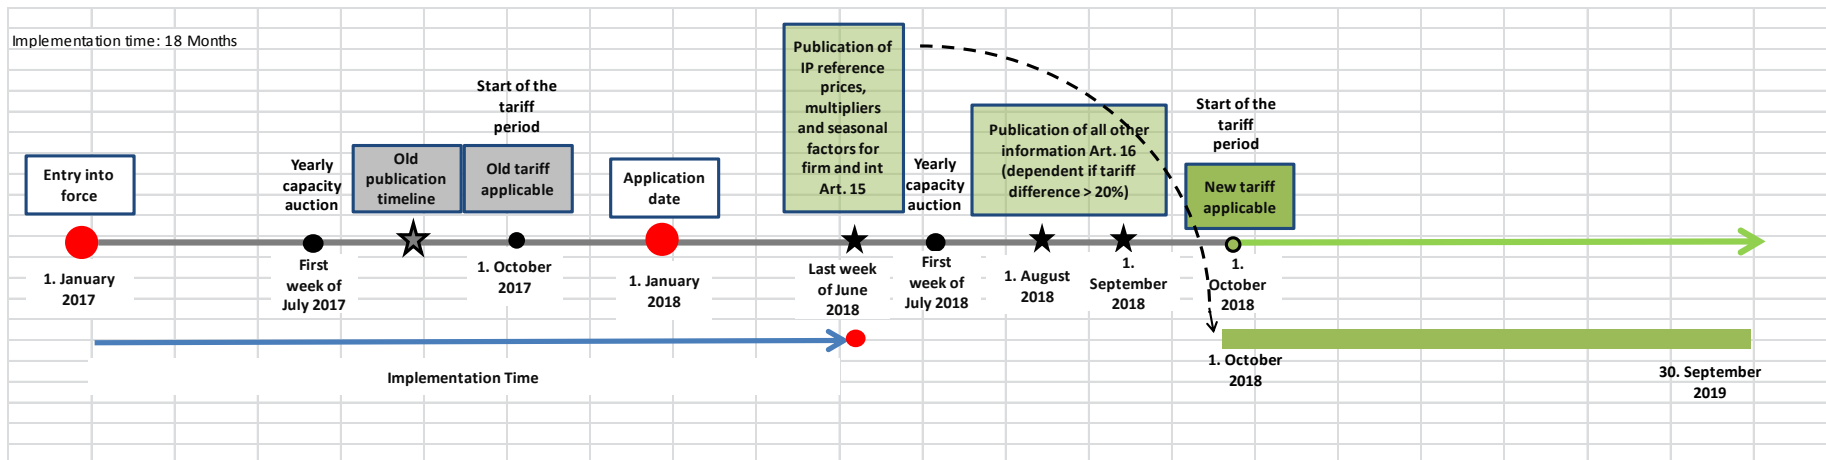 Implementation time: 18 Months
Entry into
force
1. January
2017
Yearly
capacity
auction
First
week of
July 2017
Old
publication
timeline
Start of the
tariff
period
Old tariff
applicable
1. October
2017
Application
date
1. January
2018
Publication of
IP reference
prices,
multipliers
and seasonal
factors for
firm and int
Art. 15
Last week
of June
2018
Yearly
capacity
auction
First
week of
July 2018
Publication of all other
information Art. 16
(dependent if tariff
difference > 20%)
1. August
2018
1.
September
2018
Start of the
tariff
period
New tariff
applicable
1.
October
2018
Implementation Time
1. October
2018
30. September
2019